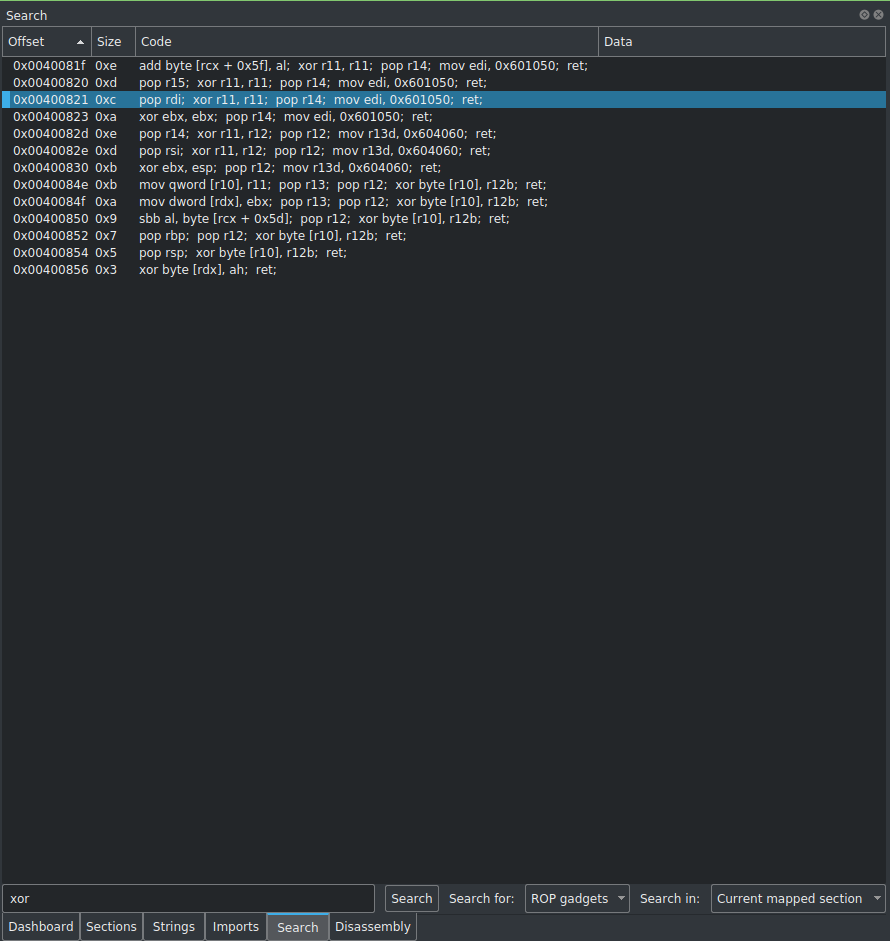 Search
Offset Size Code Data
0x0040081f 0xe add byte [rcx + 0x5f], al; xor r11, r11; pop r14; mov edi, 0x601050; ret;
0x00400820 0xd pop r15; xor r11, r11; pop r14; mov edi, 0x601050; ret;
0x00400821 0xc pop rdi; xor r11, r11; pop r14; mov edi, 0x601050; ret;
0x00400823 0xa xor ebx, ebx; pop r14; mov edi, 0x601050; ret;
0x0040082d 0xe pop r14; xor r11, r12; pop r12; mov r13d, 0x604060; ret;
0x0040082e 0xd pop rsi; xor r11, r12; pop r12; mov r13d, 0x604060; ret;
0x00400830 0xb xor ebx, esp; pop r12; mov r13d, 0x604060; ret;
0x0040084e 0xb mov qword [r10], r11; pop r13; pop r12; xor byte [r10], r12b; ret;
0x0040084f 0xa mov dword [rdx], ebx; pop r13; pop r12; xor byte [r10], r12b; ret;
0x00400850 0x9 sbb al, byte [rcx + 0x5d]; pop r12; xor byte [r10], r12b; ret;
0x00400852 0x7 pop rbp; pop r12; xor byte [r10], r12b; ret;
0x00400854 0x5 pop rsp; xor byte [r10], r12b; ret;
0x00400856 0x3 xor byte [rdx], ah; ret;
xor Search Search for: ROP gadgets Search in: Current mapped section
Dashboard Sections Strings Imports Search Disassembly